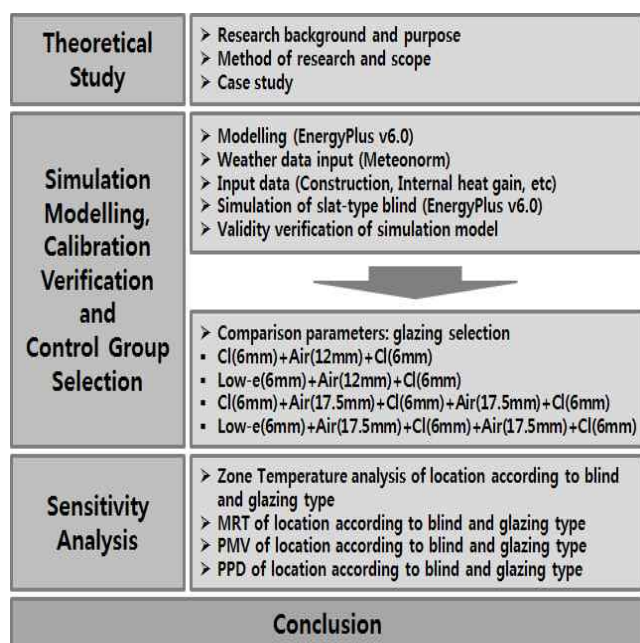 Theoretical
Study
➢ Research background and purpose
➢ Method of research and scope
➢ Case study
Simulation
Modelling,
Calibration
Verification
and
Control Group
Selection
➢ Modelling (EnergyPlus v6.0)
➢ Weather data input (Meteonorm)
➢ Input data (Construction, Internal heat gain, etc)
➢ Simulation of slat-type blind (EnergyPlus v6.0)
➢ Validity verification of simulation model
➢ Comparison parameters: glazing selection
▪ Cl(6mm)+Air(12mm)+Cl(6mm)
▪ Low-e(6mm)+Air(12mm)+Cl(6mm)
▪ Cl(6mm)+Air(17.5mm)+Cl(6mm)+Air(17.5mm)+Cl(6mm)
▪ Low-e(6mm)+Air(17.5mm)+Cl(6mm)+Air(17.5mm)+Cl(6mm)
Sensitivity
Analysis
➢ Zone Temperature analysis of location according to blind
and glazing type
➢ MRT of location according to blind and glazing type
➢ PMV of location according to blind and glazing type
➢ PPD of location according to blind and glazing type
Conclusion